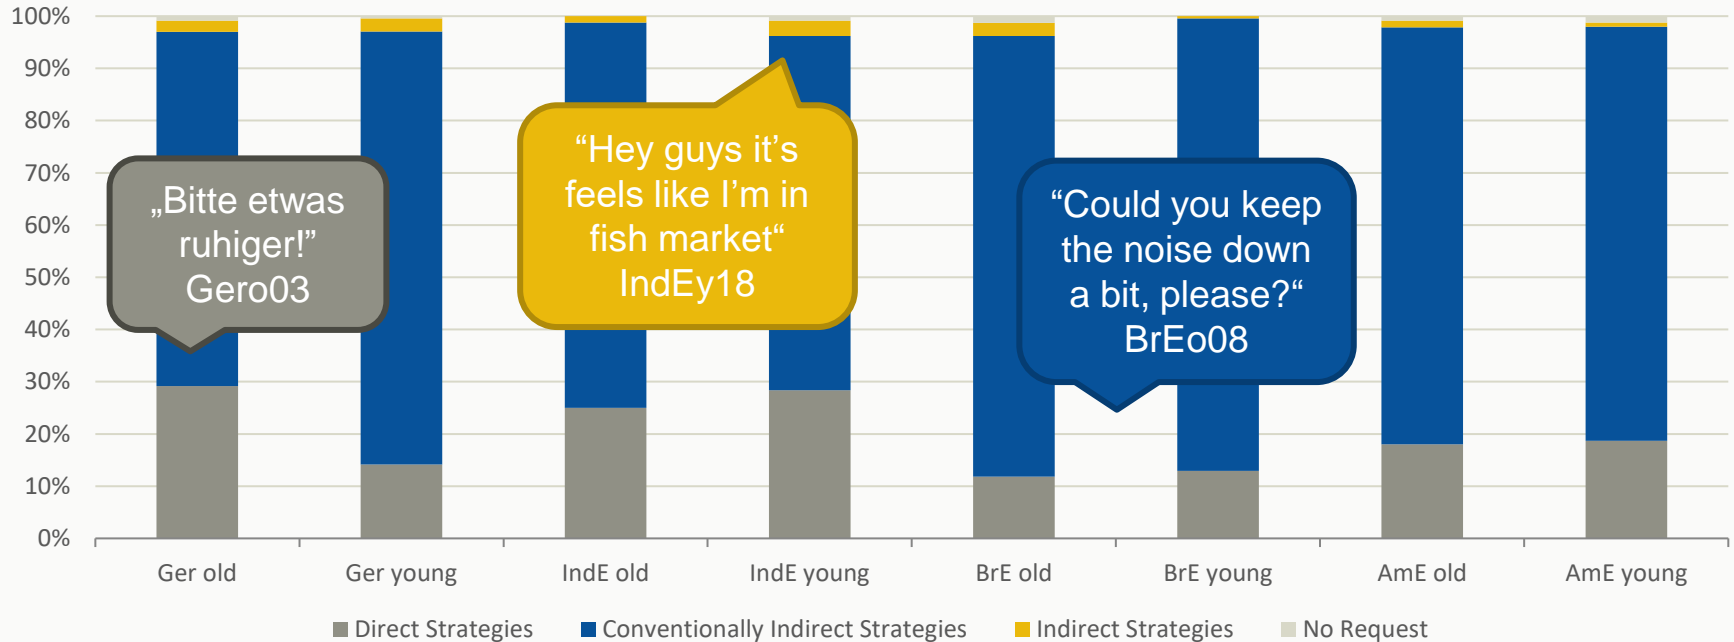 100%
90%
80%
70%
60%
50%
40%
30%
20%
10%
0%
„Bitte etwas
ruhiger!”
Gero03
“Hey guys it’s
feels like I’m in
fish market“
IndEy18
“Could you keep
the noise down
a bit, please?“
BrEo08
Ger old Ger young IndE old IndE young BrE old BrE young AmE old AmE young
Direct Strategies Conventionally Indirect Strategies Indirect Strategies No Request